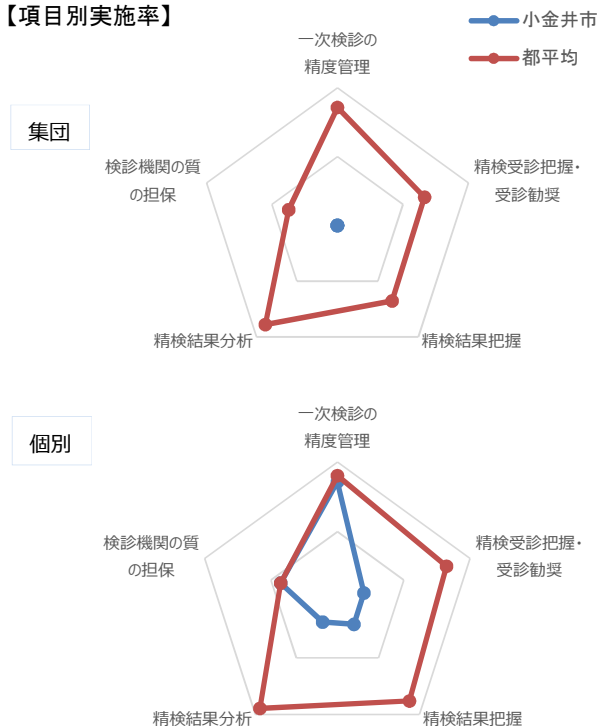 【項目別実施率】
小金井市
都平均
集団
一次検診の
精度管理
精検受診把握・
受診勧奨
精検結果把握
精検結果分析
検診機関の質
の担保
個別
一次検診の
精度管理
精検受診把握・
受診勧奨
精検結果把握
精検結果分析
検診機関の質
の担保